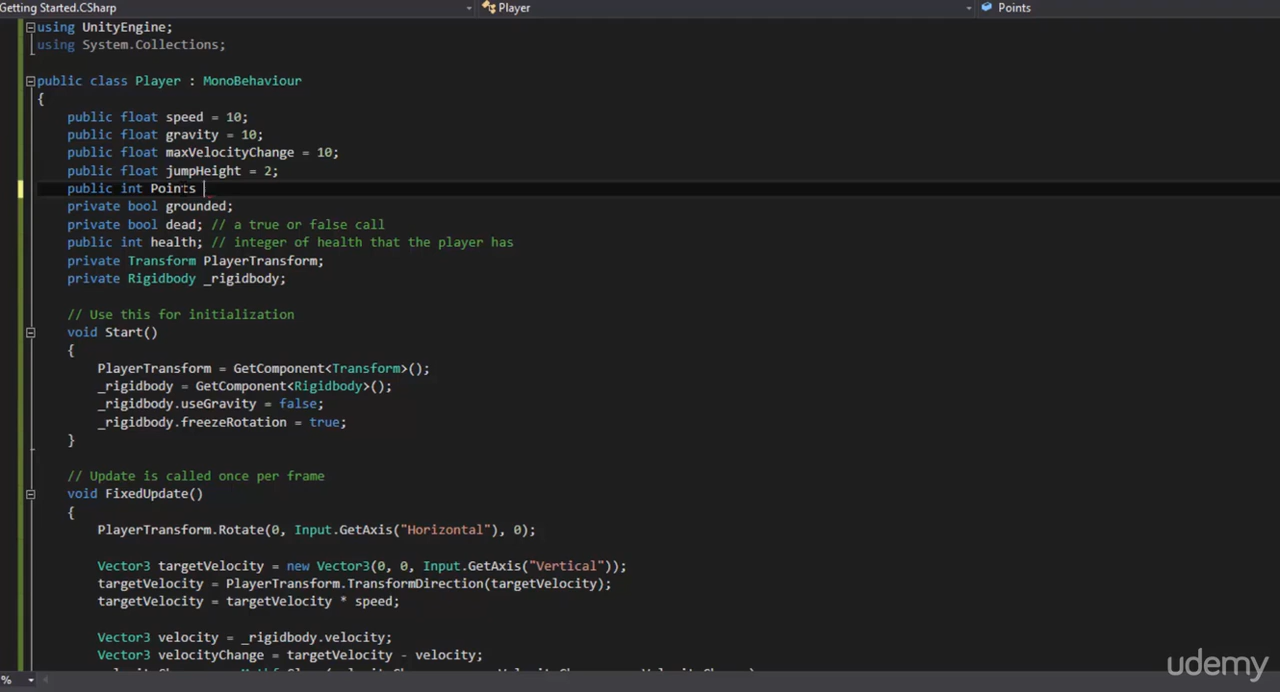 Getting Started.CSharp Player Points
using UnityEngine;
using System.Collections;
public class Player : MonoBehaviour
{
public float speed = 10;
public float gravity = 10;
public float maxVelocityChange = 10;
public float jumpHeight = 2;
public int Points
private bool grounded;
private bool dead; // a true or false call
public int health; // integer of health that the player has
private Transform PlayerTransform;
private Rigidbody _rigidbody;
// Use this for initialization
void Start()
{
PlayerTransform = GetComponent<Transform>();
_rigidbody = GetComponent<Rigidbody>();
_rigidbody.useGravity = false;
_rigidbody.freezeRotation = true;
}
// Update is called once per frame
void FixedUpdate()
{
PlayerTransform.Rotate(0, Input.GetAxis("Horizontal"), 0);
Vector3 targetVelocity = new Vector3(0, 0, Input.GetAxis("Vertical"));
targetVelocity = PlayerTransform.TransformDirection(targetVelocity);
targetVelocity = targetVelocity * speed;
Vector3 velocity = _rigidbody.velocity;
Vector3 velocityChange = targetVelocity - velocity;
%
udemy